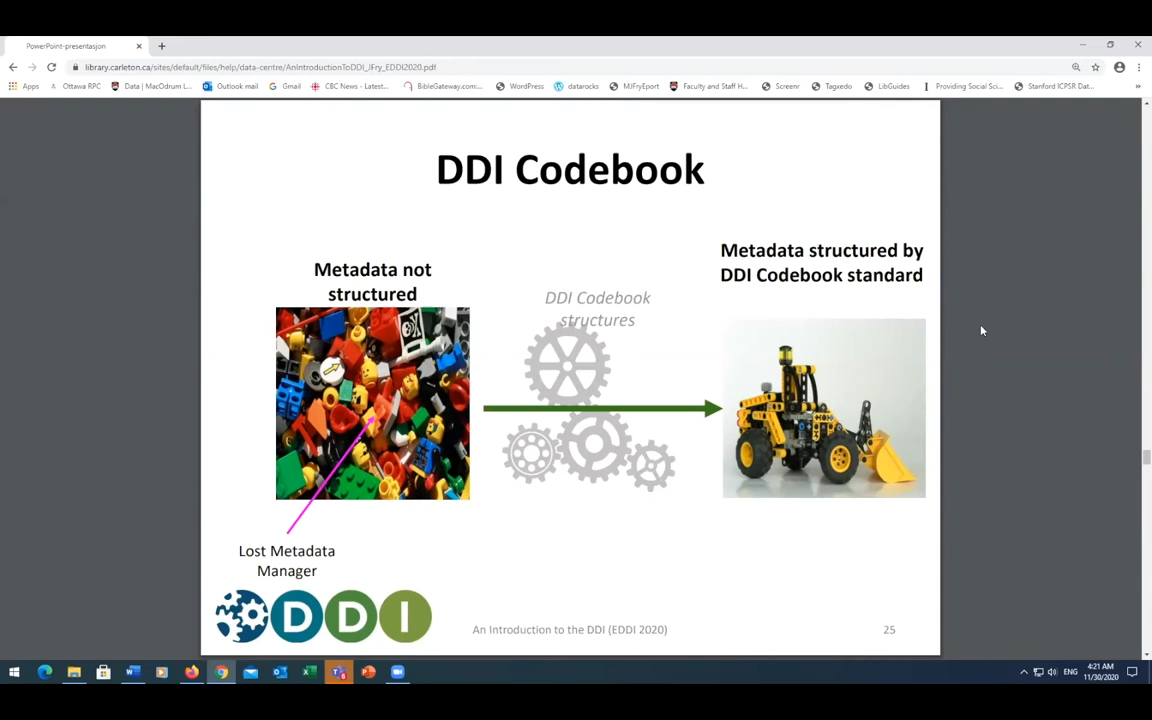 PowerPoint-presentasjon
library.carleton.ca/sites/default/files/help/data-centre/AnIntroductionToDDI_JFry_EDDI2020.pdf
Apps
Ottawa RPC
Data | MacOdrum L...
Outlook mail
Gmail
CBC News - Latest...
BibleGateway.com:...
WordPress
datarocks
MJFryEport
Faculty and Staff H...
Screenr
Tagxedo
LibGuides
Providing Social Sci...
Stanford ICPSR Dat...
DDI Codebook
Metadata not
structured
DDI Codebook
structures
Metadata structured by
DDI Codebook standard
Lost Metadata
Manager
DDI
An Introduction to the DDI (EDDI 2020)
25
ENG
4:21 AM
11/30/2020